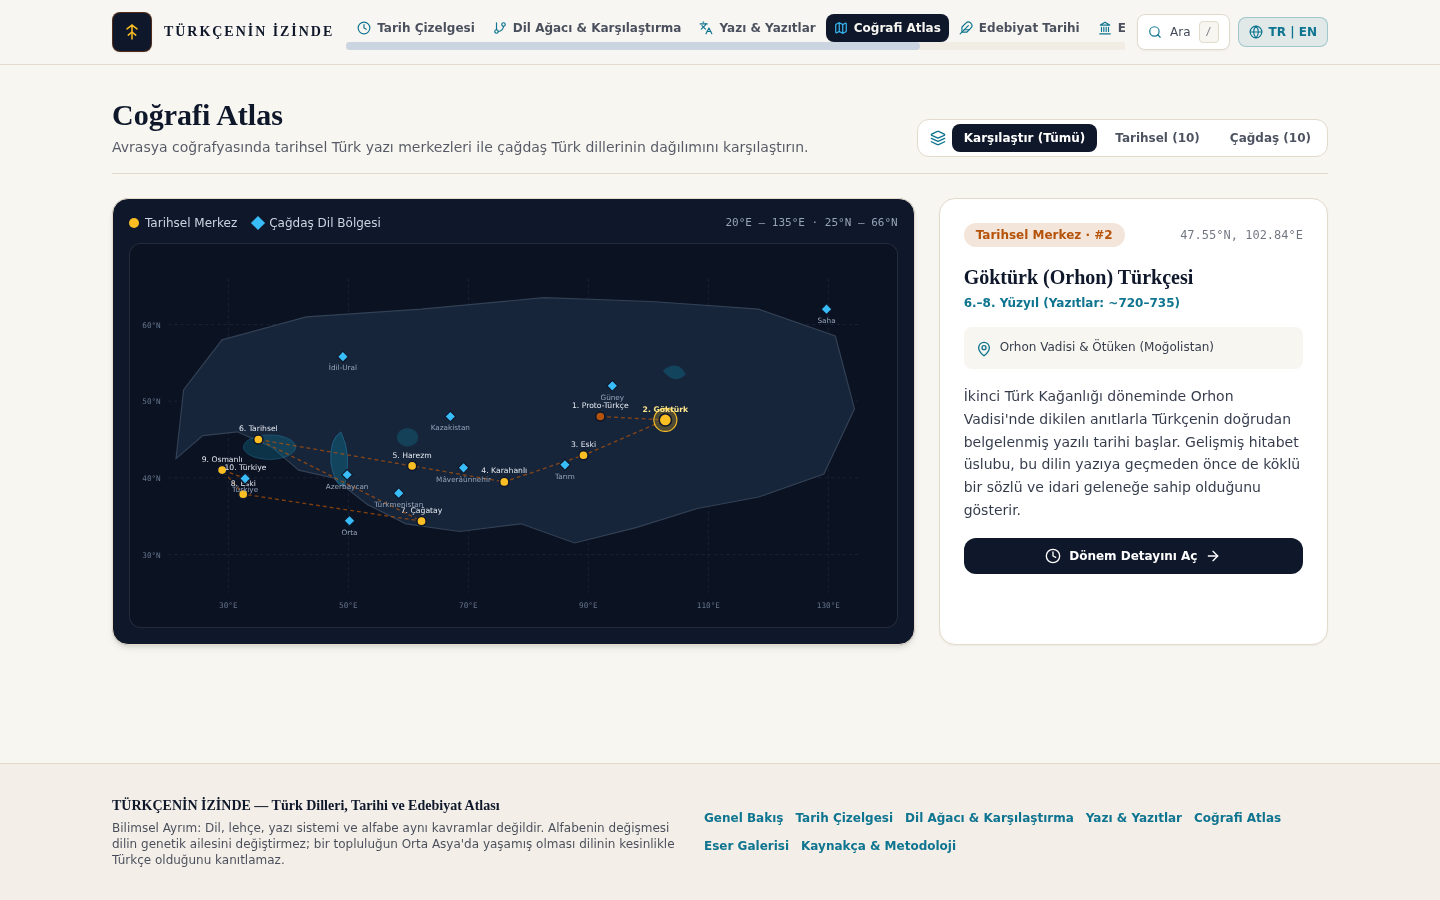 TÜRKÇENİN İZİNDE
Tarih Çizelgesi
Dil Ağacı & Karşılaştırma
Yazı & Yazıtlar
Coğrafi Atlas
Edebiyat Tarihi
E
Ara /
TR | EN
Coğrafi Atlas
Avrasya coğrafyasında tarihsel Türk yazı merkezleri ile çağdaş Türk dillerinin dağılımını karşılaştırın.
Karşılaştır (Tümü)
Tarihsel (10)
Çağdaş (10)
Tarihsel Merkez
Çağdaş Dil Bölgesi
20°E — 135°E · 25°N — 66°N
60°N
50°N
40°N
30°N
30°E
50°E
70°E
90°E
110°E
130°E
Saha
İdil-Ural
Güney
1. Proto-Türkçe
2. Göktürk
Kazakistan
6. Tarihsel
3. Eski
5. Harezm
9. Osmanlı
10. Türkiye
4. Karahanlı
Mâverâünnehir
Tarım
8. Eski
Türkiye
Azerbaycan
Türkmenistan
7. Çağatay
Orta
Tarihsel Merkez · #2
47.55°N, 102.84°E
Göktürk (Orhon) Türkçesi
6.–8. Yüzyıl (Yazıtlar: ~720–735)
Orhon Vadisi & Ötüken (Moğolistan)
İkinci Türk Kağanlığı döneminde Orhon
Vadisi'nde dikilen anıtlarla Türkçenin doğrudan
belgelenmiş yazılı tarihi başlar. Gelişmiş hitabet
üslubu, bu dilin yazıya geçmeden önce de köklü
bir sözlü ve idari geleneğe sahip olduğunu
gösterir.
Dönem Detayını Aç
TÜRKÇENİN İZİNDE — Türk Dilleri, Tarihi ve Edebiyat Atlası
Bilimsel Ayrım: Dil, lehçe, yazı sistemi ve alfabe aynı kavramlar değildir. Alfabenin değişmesi
dilin genetik ailesini değiştirmez; bir topluluğun Orta Asya'da yaşamış olması dilinin kesinlikle
Türkçe olduğunu kanıtlamaz.
Genel Bakış Tarih Çizelgesi Dil Ağacı & Karşılaştırma Yazı & Yazıtlar Coğrafi Atlas
Eser Galerisi Kaynakça & Metodoloji